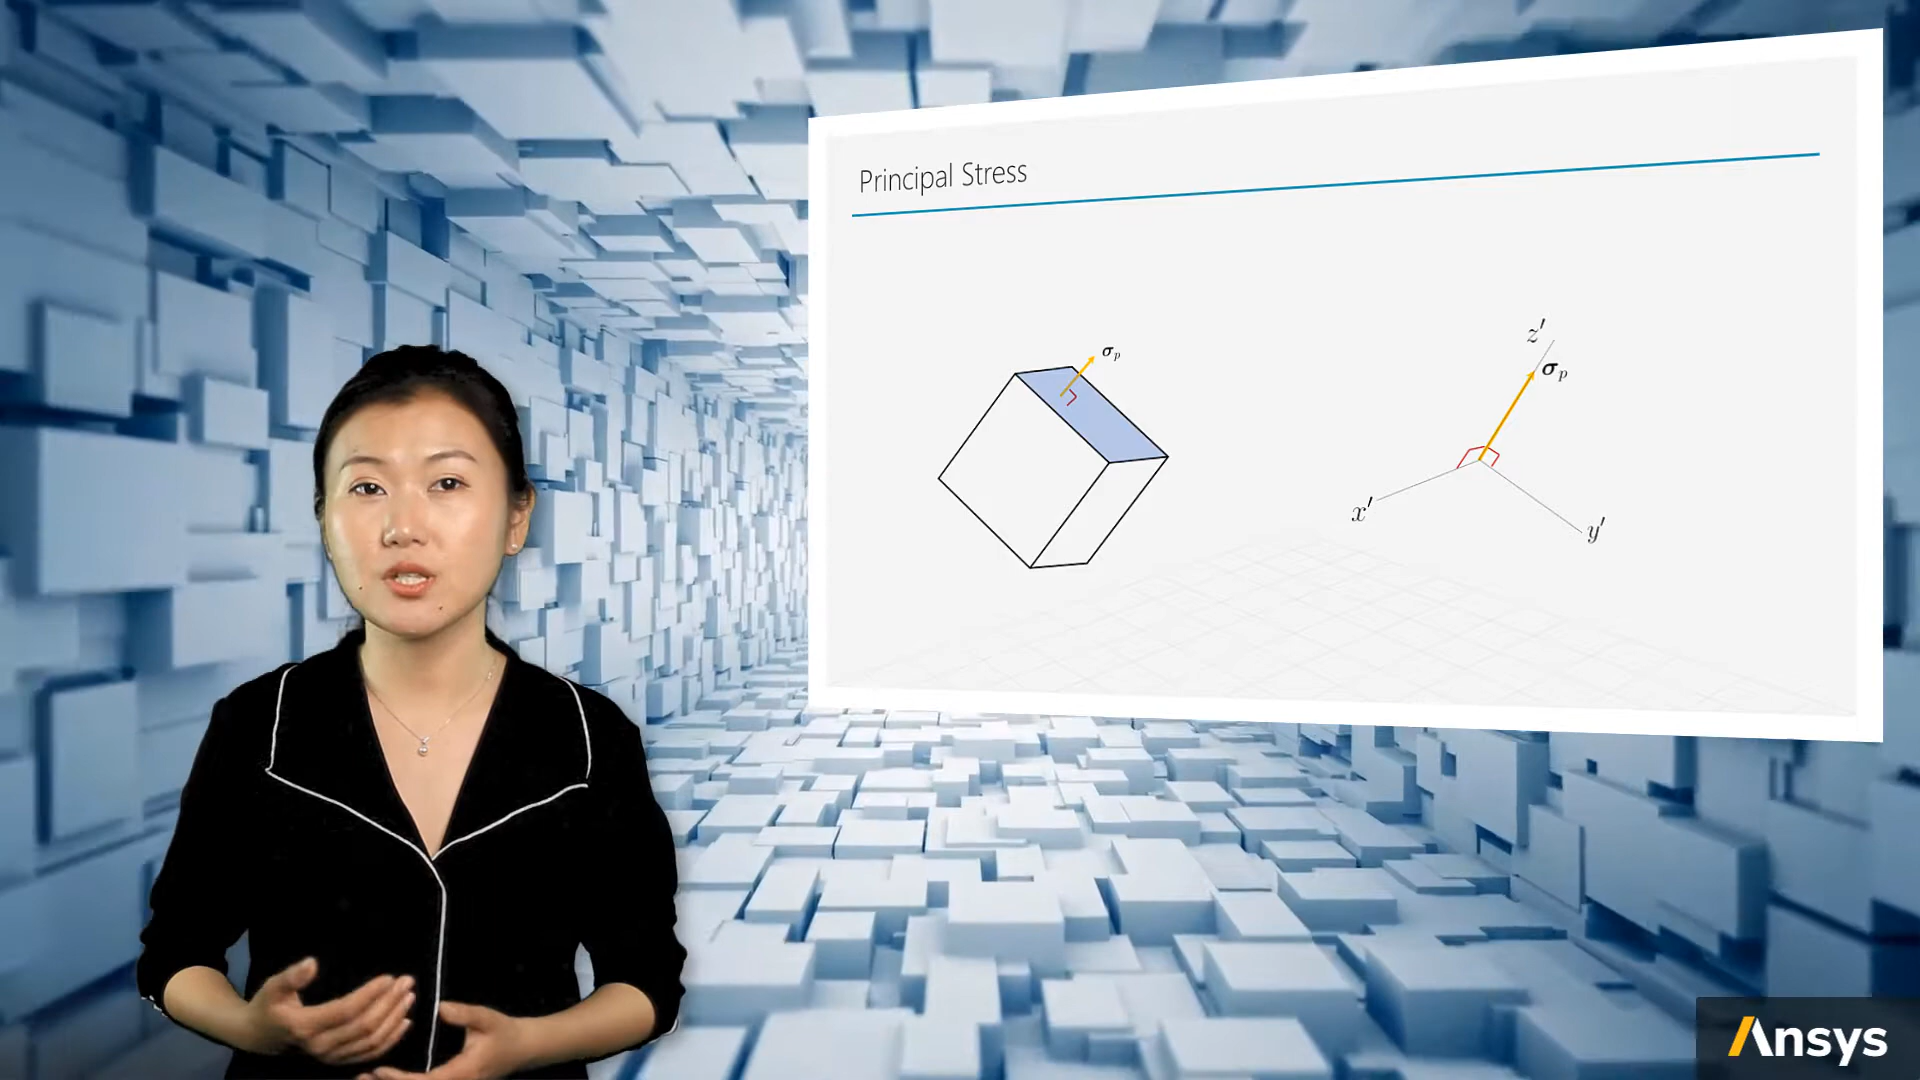 Principal Stress
σₚ
z′
σₚ
x′
y′
Ansys